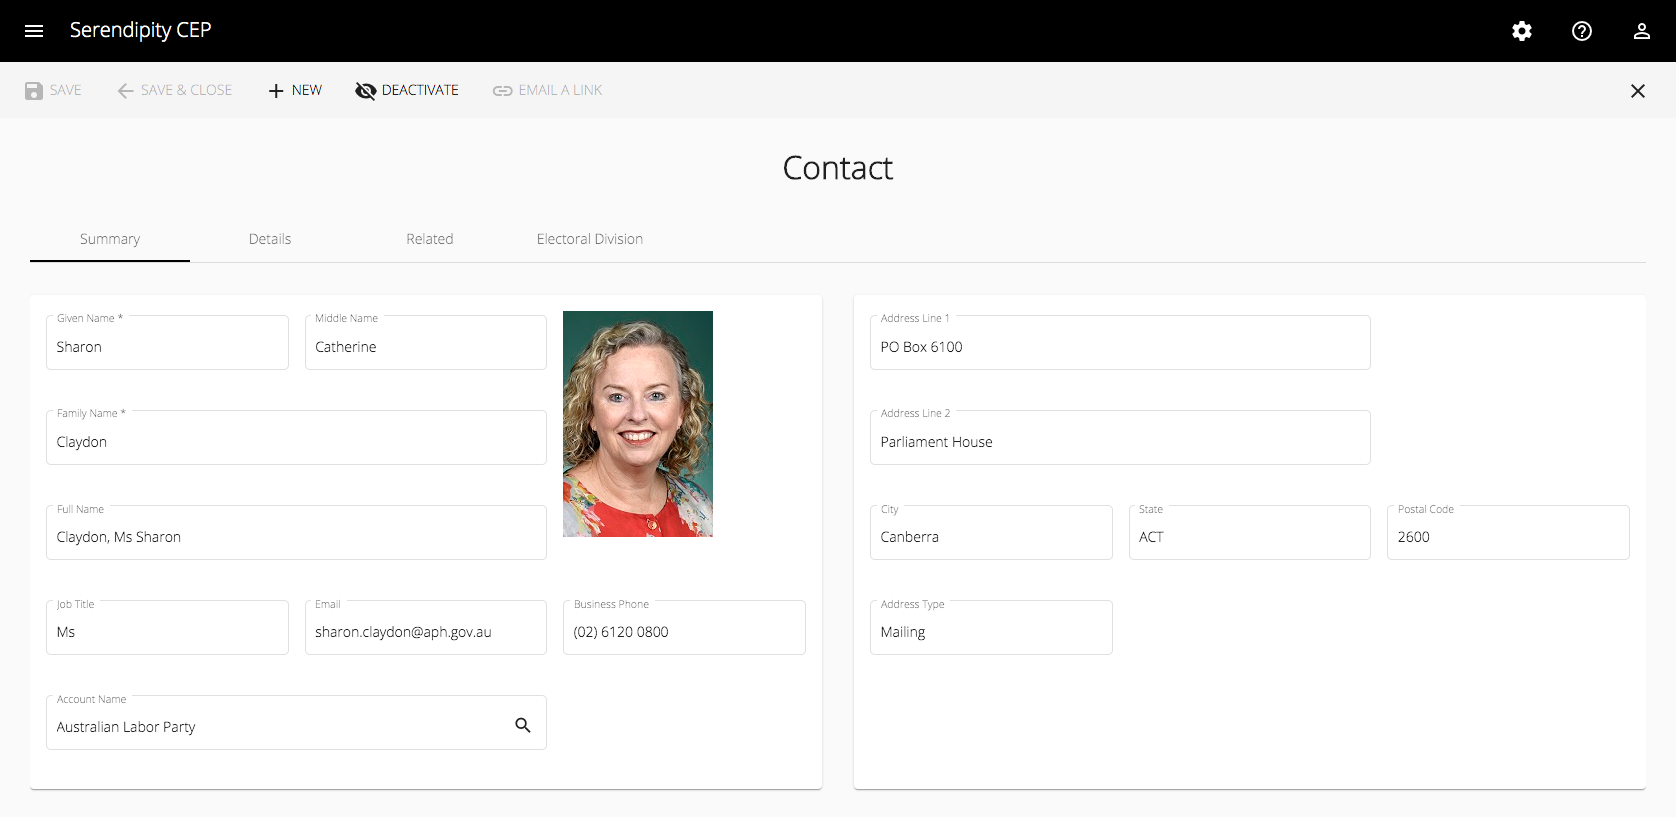 Serendipity CEP
SAVE
SAVE & CLOSE
NEW
DEACTIVATE
EMAIL A LINK
Contact
Summary
Details
Related
Electoral Division
Given Name *
Sharon
Middle Name
Catherine
Family Name *
Claydon
Full Name
Claydon, Ms Sharon
Job Title
Ms
Email
sharon.claydon@aph.gov.au
Business Phone
(02) 6120 0800
Account Name
Australian Labor Party
Address Line 1
PO Box 6100
Address Line 2
Parliament House
City
Canberra
State
ACT
Postal Code
2600
Address Type
Mailing